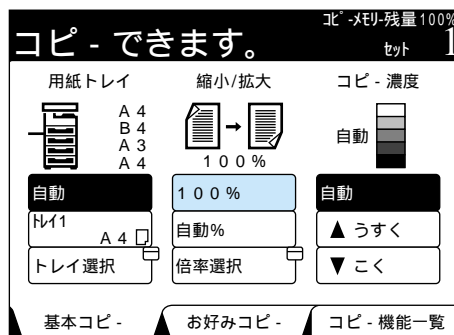 コピ-メモリ-残量100%
コピ-できます。
セット 1
用紙トレイ
縮小/拡大
コピ-濃度
A4
B4
A3
A4
100%
自動
自動
トレイ1
A4
トレイ選択
100%
自動%
倍率選択
自動
▲ うすく
▼ こく
基本コピ-
お好みコピ-
コピ-機能一覧